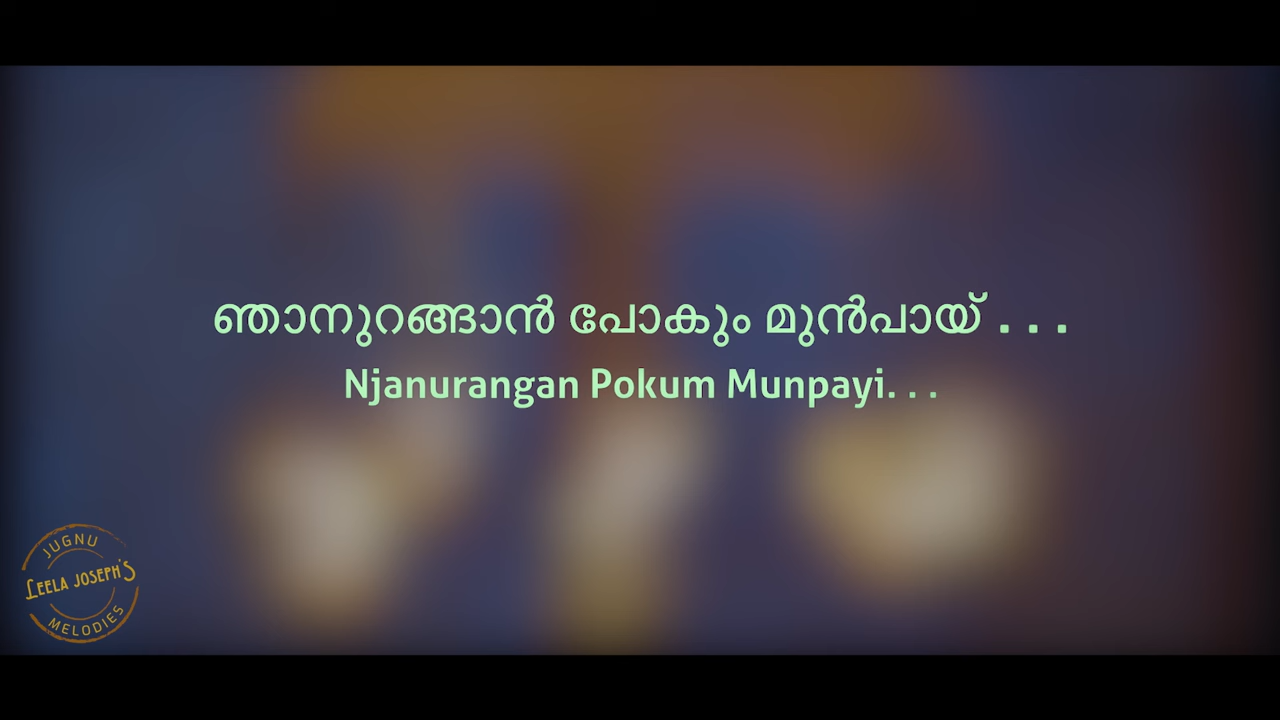 ഞാനുറങ്ങാൻ പോകും മുൻപായ് . . .
Njanurangan Pokum Munpayi. . .
JUGNU
LEELA JOSEPH'S
MELODIES